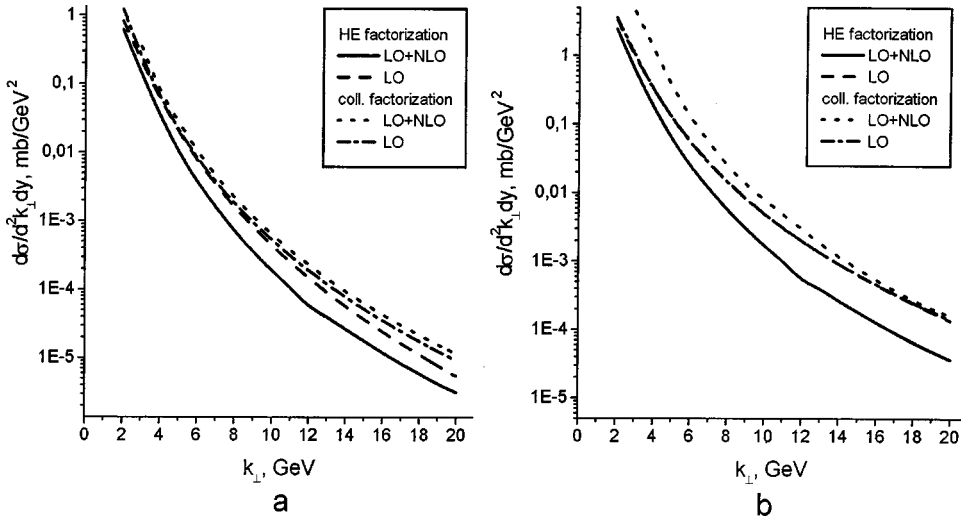 dσ/d²k⊥dy, mb/GeV²
1
0,1
0,01
1E-3
1E-4
1E-5
HE factorization
LO+NLO
LO
coll. factorization
LO+NLO
LO
0 2 4 6 8 10 12 14 16 18 20
k⊥, GeV
a
dσ/d²k⊥dy, mb/GeV²
1
0,1
0,01
1E-3
1E-4
1E-5
HE factorization
LO+NLO
LO
coll. factorization
LO+NLO
LO
0 2 4 6 8 10 12 14 16 18 20
k⊥, GeV
b